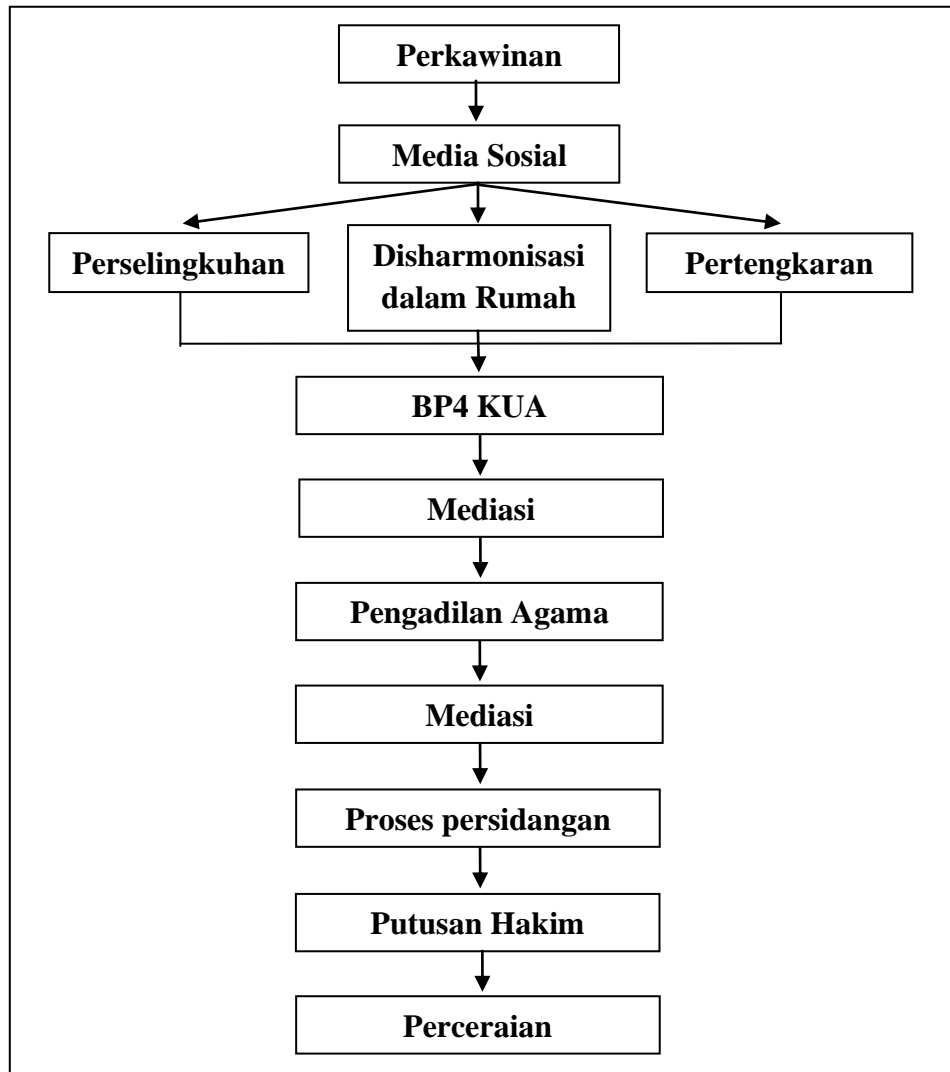 Perkawinan
Media Sosial
Perselingkuhan
Disharmonisasi
dalam Rumah
Pertengkaran
BP4 KUA
Mediasi
Pengadilan Agama
Mediasi
Proses persidangan
Putusan Hakim
Perceraian